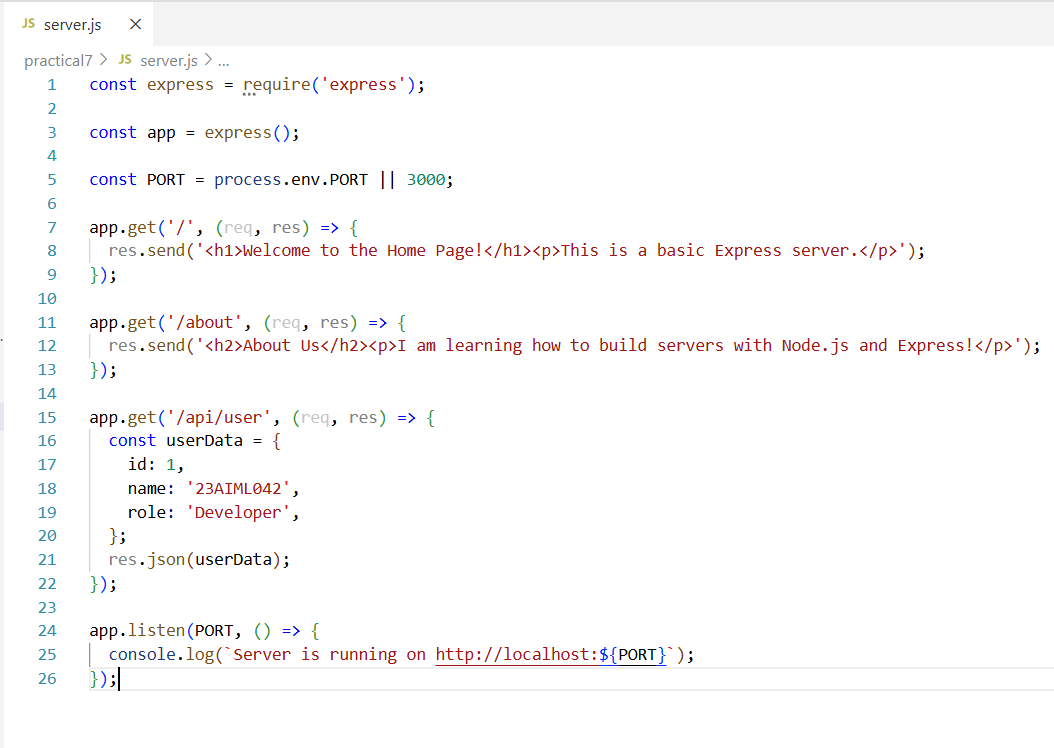 JS server.js ×
practical7 > JS server.js > ...
1 const express = require('express');
2
3 const app = express();
4
5 const PORT = process.env.PORT || 3000;
6
7 app.get('/', (req, res) => {
8   res.send('<h1>Welcome to the Home Page!</h1><p>This is a basic Express server.</p>');
9 });
10
11 app.get('/about', (req, res) => {
12   res.send('<h2>About Us</h2><p>I am learning how to build servers with Node.js and Express!</p>');
13 });
14
15 app.get('/api/user', (req, res) => {
16   const userData = {
17     id: 1,
18     name: '23AIML042',
19     role: 'Developer',
20   };
21   res.json(userData);
22 });
23
24 app.listen(PORT, () => {
25   console.log(`Server is running on http://localhost:${PORT}`);
26 });